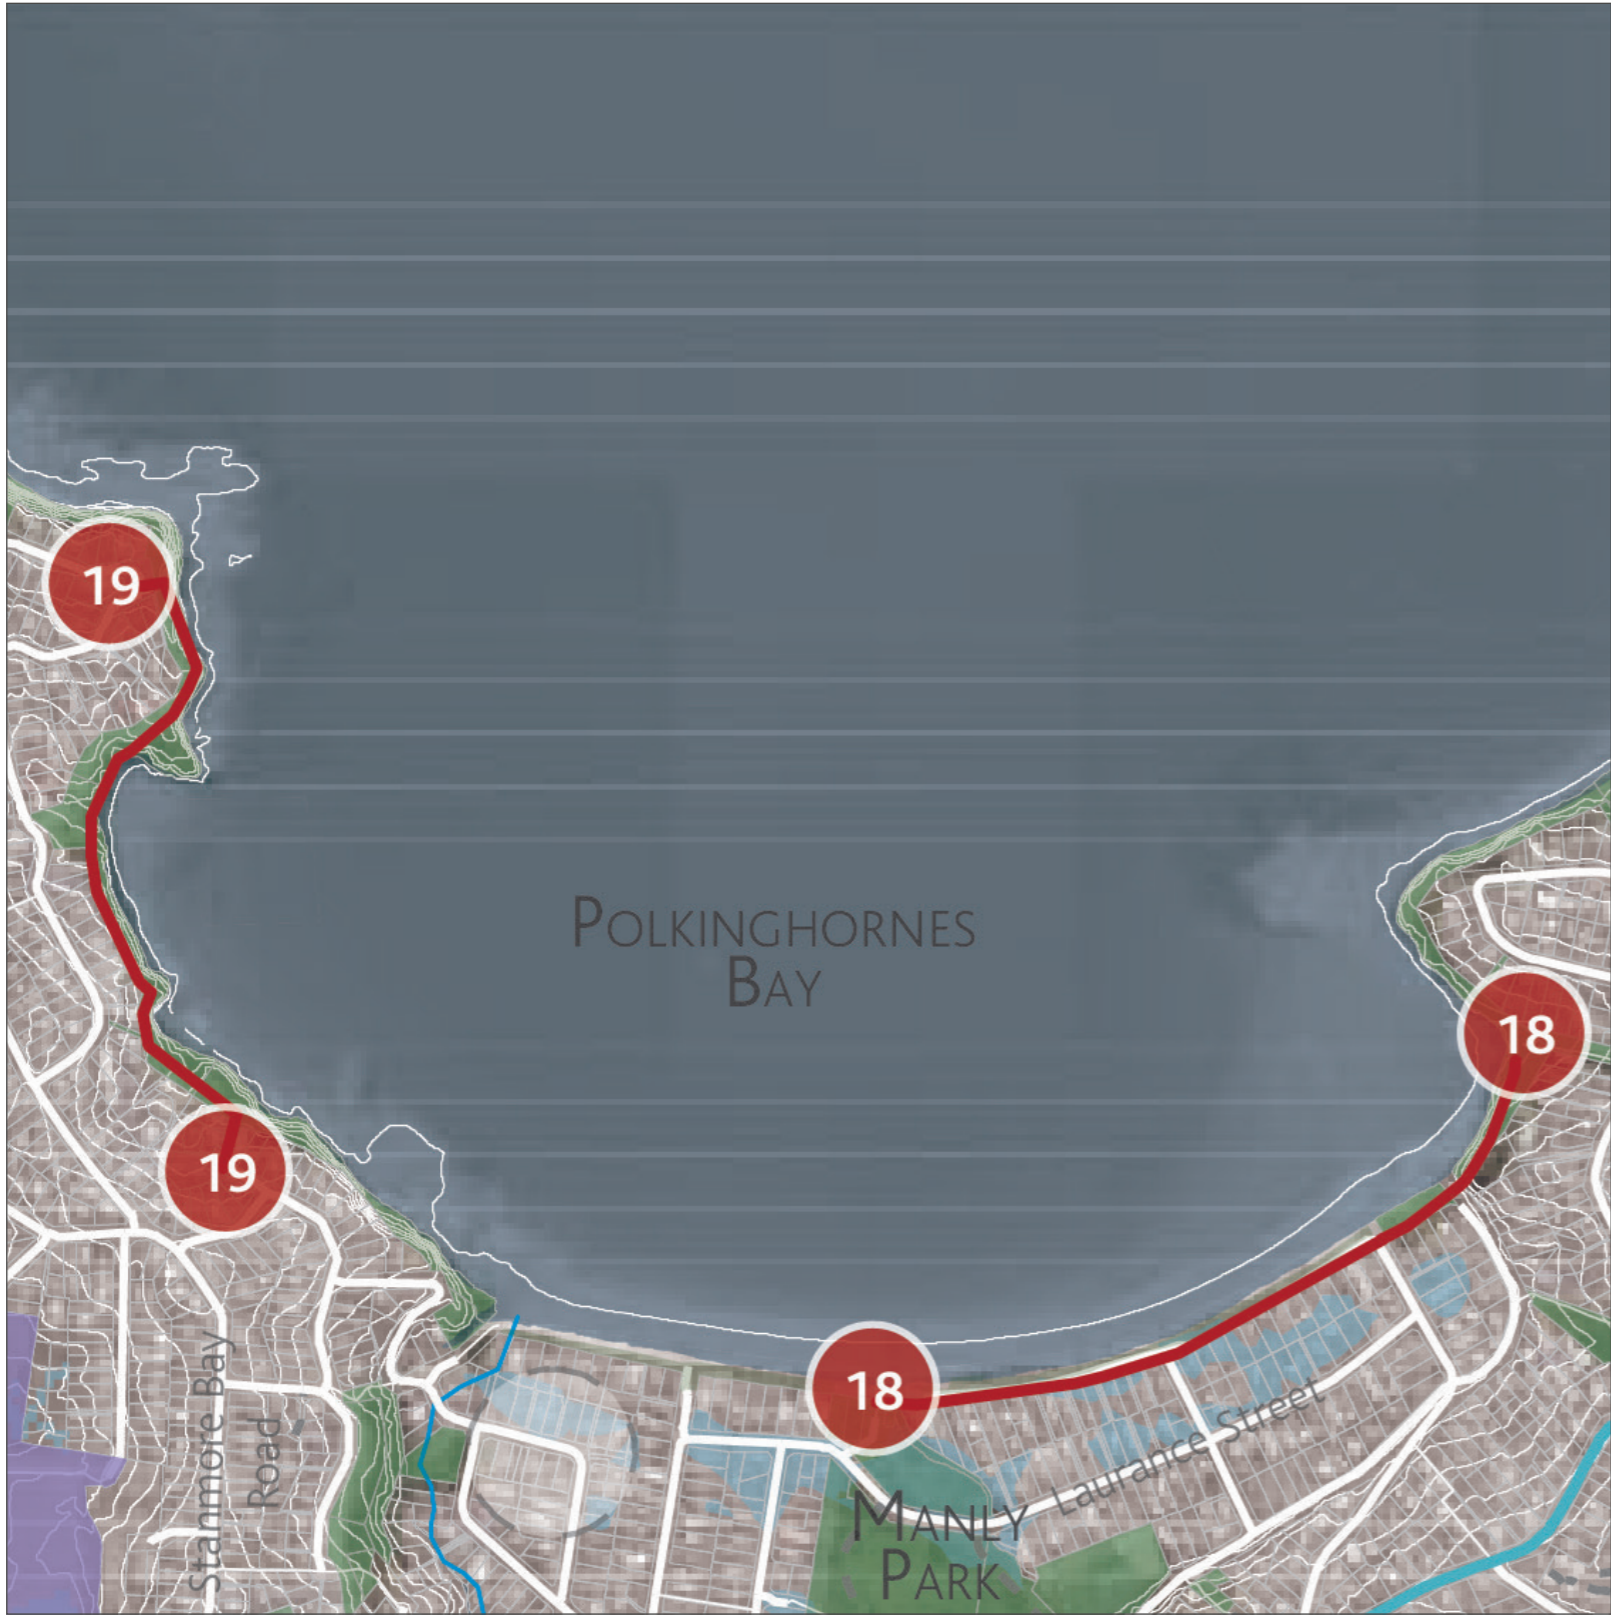 19
POLKINGHORNES
BAY
18
19
18
Stanmore Bay
Road
Laurance Street
MANLY
PARK